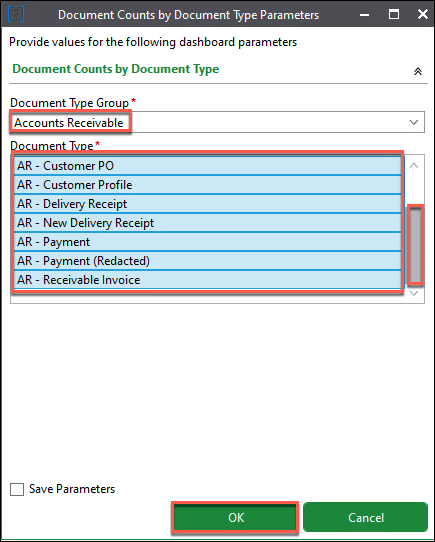 Document Counts by Document Type Parameters
Provide values for the following dashboard parameters
Document Counts by Document Type
Document Type Group *
Accounts Receivable
Document Type *
AR - Customer PO
AR - Customer Profile
AR - Delivery Receipt
AR - New Delivery Receipt
AR - Payment
AR - Payment (Redacted)
AR - Receivable Invoice
Save Parameters
OK
Cancel